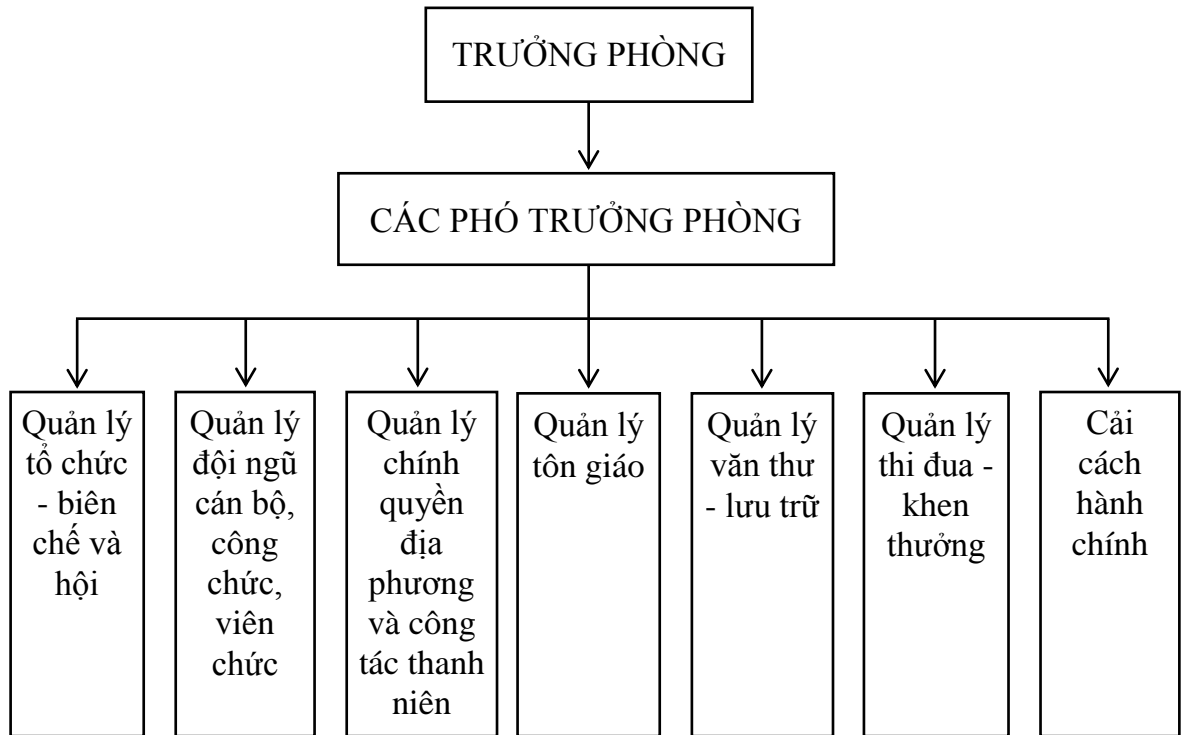 TRƯỞNG PHÒNG
CÁC PHÓ TRƯỞNG PHÒNG
Quản lý
tổ chức
- biên
chế và
hội
Quản lý
đội ngũ
cán bộ,
công
chức,
viên
chức
Quản lý
chính
quyền
địa
phương
và công
tác thanh
niên
Quản lý
tôn giáo
Quản lý
văn thư
- lưu trữ
Quản lý
thi đua -
khen
thưởng
Cải
cách
hành
chính